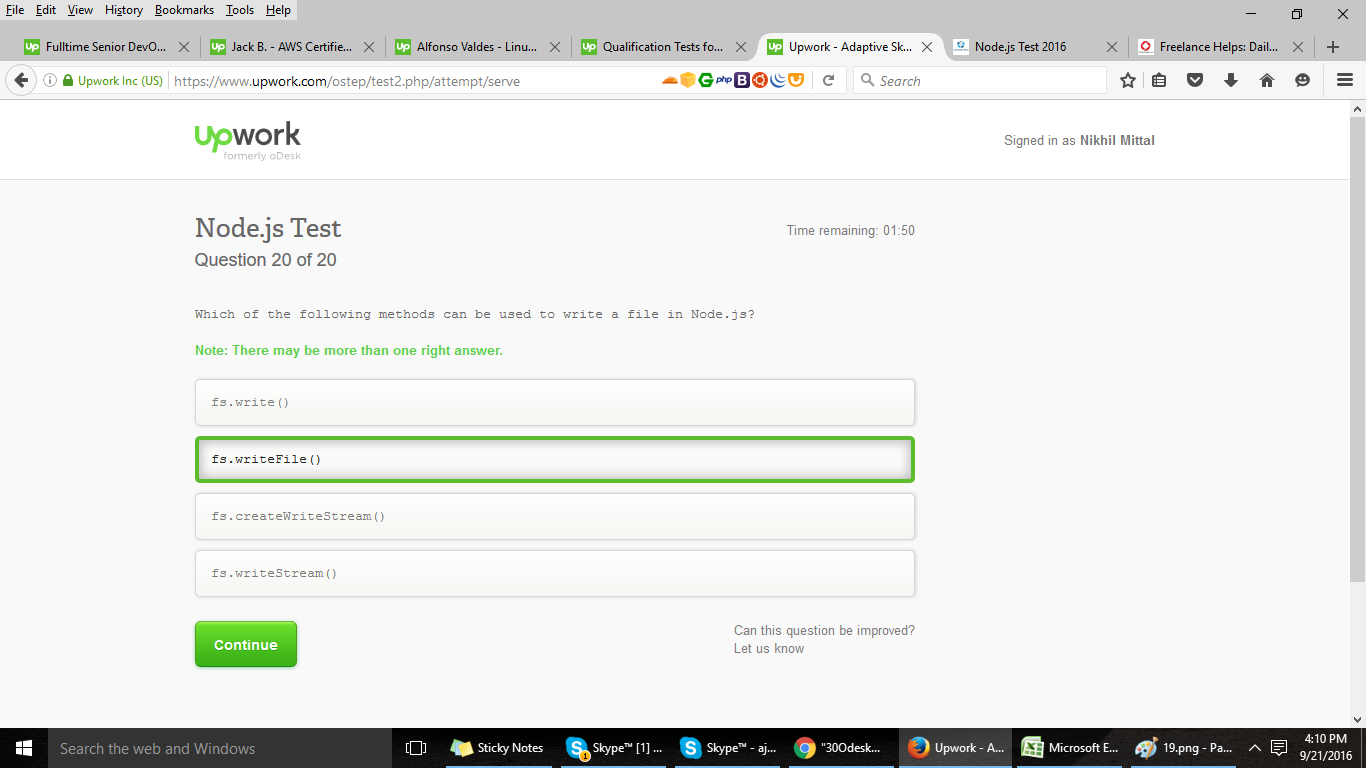 File Edit View History Bookmarks Tools Help
Fulltime Senior DevO...
Jack B. - AWS Certifie...
Alfonso Valdes - Linu...
Qualification Tests fo...
Upwork - Adaptive Sk...
Node.js Test 2016
Freelance Helps: Dail...
Upwork Inc (US)
https://www.upwork.com/ostep/test2.php/attempt/serve
php
Search
upwork
formerly oDesk
Signed in as Nikhil Mittal
Node.js Test
Time remaining: 01:50
Question 20 of 20
Which of the following methods can be used to write a file in Node.js?
Note: There may be more than one right answer.
fs.write()
fs.writeFile()
fs.createWriteStream()
fs.writeStream()
Continue
Can this question be improved?
Let us know
Search the web and Windows
Sticky Notes
Skype™ [1] ...
1
Skype™ - aj...
"30Odesk...
Upwork - A...
Microsoft E...
19.png - Pa...
4:10 PM
9/21/2016